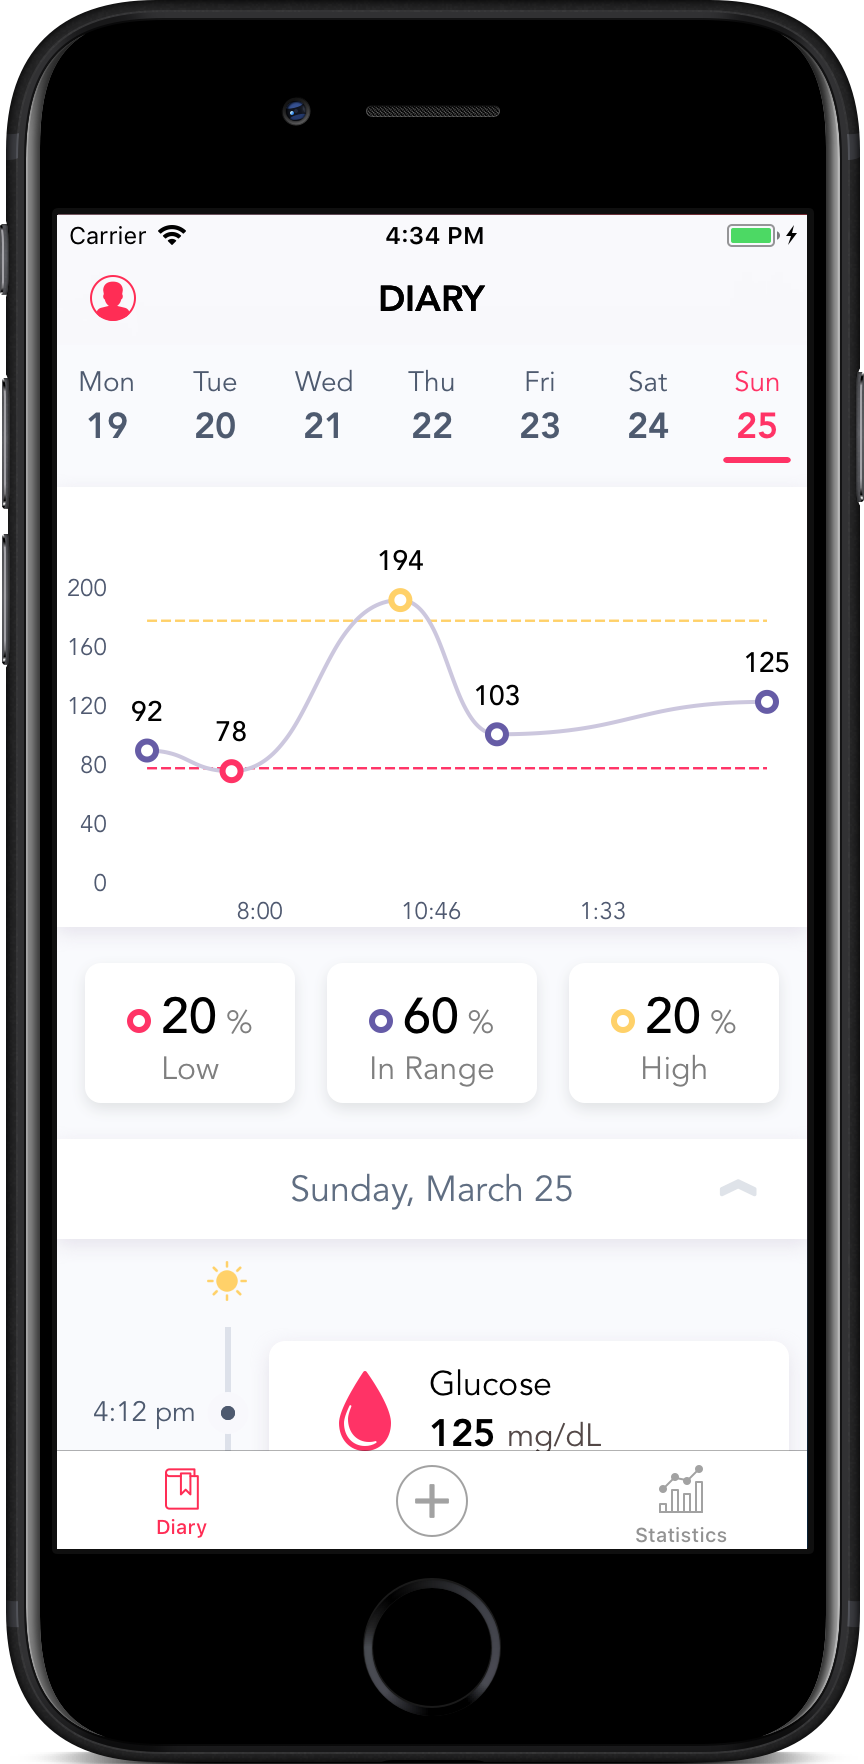 Carrier 4:34 PM
DIARY
Mon Tue Wed Thu Fri Sat Sun
19 20 21 22 23 24 25
194
200
160
125
103
120
92
78
80
40
0
8:00 10:46 1:33
20 % 60 % 20 %
Low In Range High
Sunday, March 25
Glucose
4:12 pm
125 mg/dL
Diary Statistics